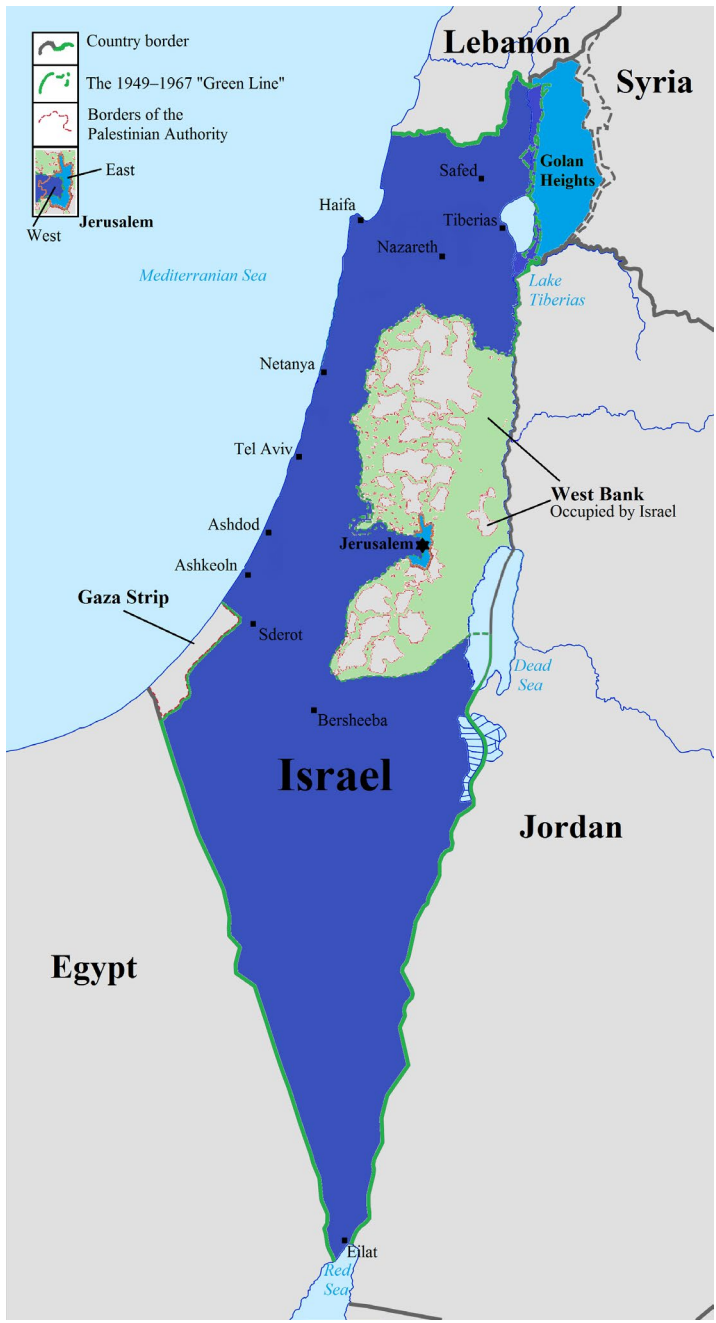 Country border
The 1949–1967 "Green Line"
Borders of the
Palestinian Authority
East
West
Jerusalem
Lebanon
Syria
Golan
Heights
Safed
Haifa
Tiberias
Nazareth
Mediterranean Sea
Lake
Tiberias
Netanya
Tel Aviv
West Bank
Occupied by Israel
Ashdod
Jerusalem
Ashkeoln
Gaza Strip
Sderot
Dead
Sea
Bersheeba
Israel
Jordan
Egypt
Eilat
Red
Sea